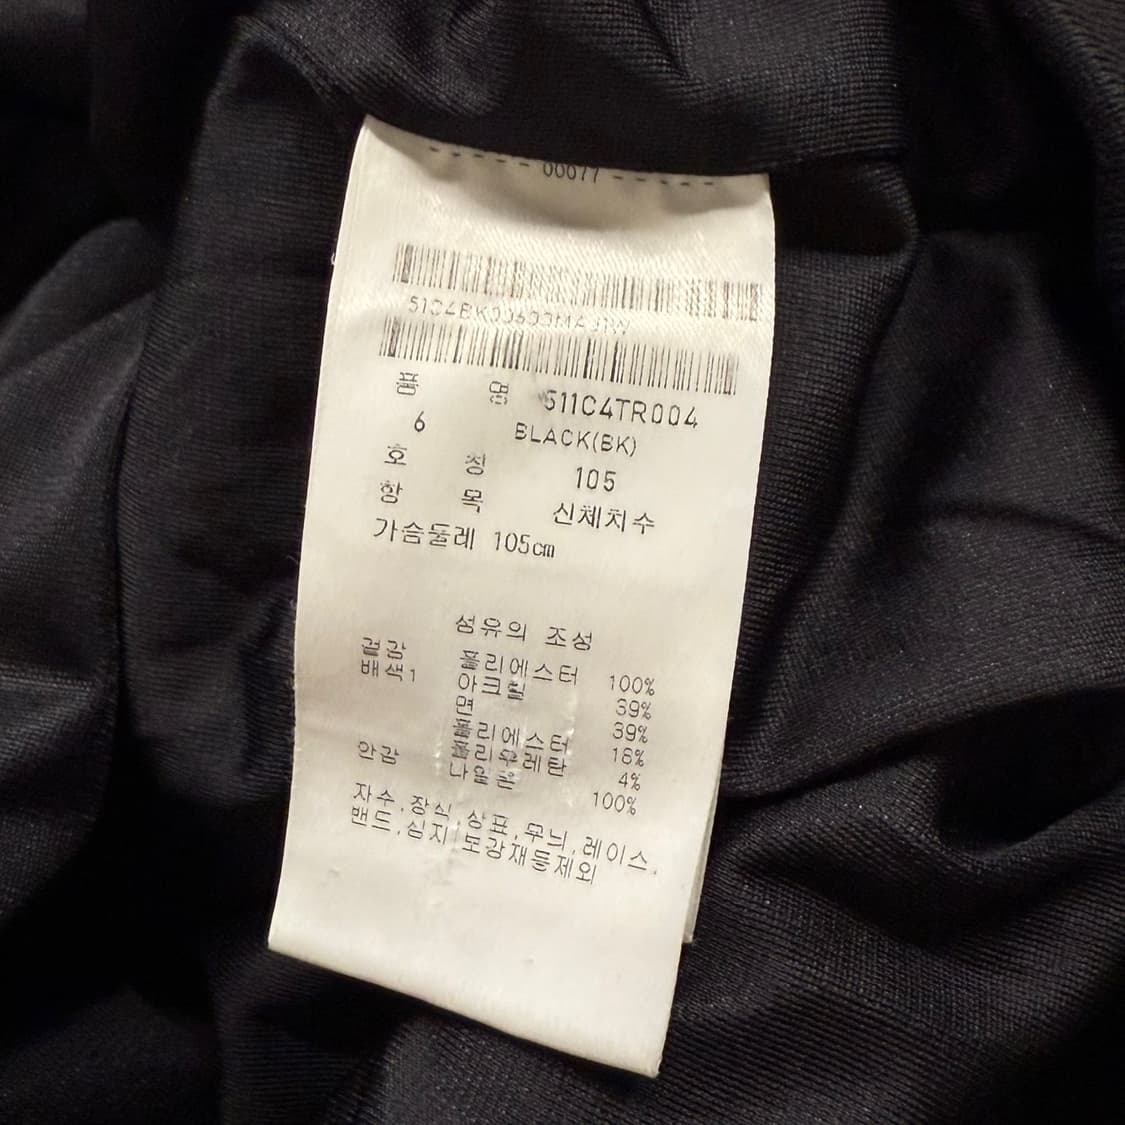 ----- 00077 -----
품 명 511C4TR004
6 BLACK(BK)
호 칭 105
항 목 신체치수
가슴둘레 105cm
섬유의 조성
겉감 폴리에스터 100%
배색1 아크릴 39%
면 39%
폴리에스터 18%
폴리우레탄 4%
안감 나일론 100%
자수,장식,상표,무늬,레이스,
밴드,심지,보강재등제외